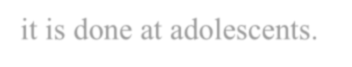 it is done at adolescents.